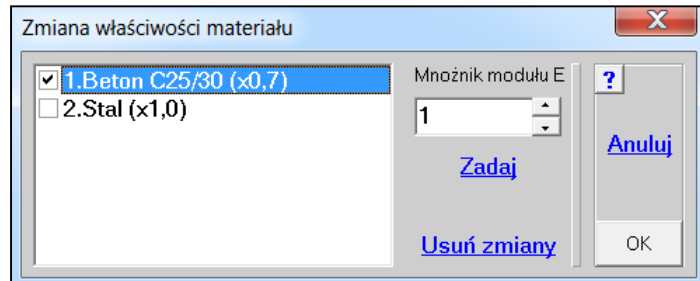 Zmiana właściwości materiału
1.Beton C25/30 (x0,7)
2.Stal (x1,0)
Mnożnik modułu E
1
Zadaj
Usuń zmiany
?
Anuluj
OK